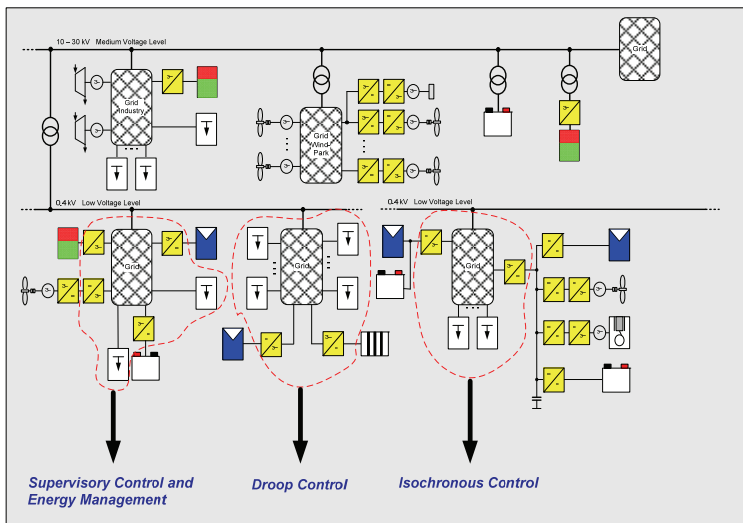 10 – 30 kV   Medium Voltage Level
Grid
Grid
Industry
Grid
Wind
Park
0,4 kV   Low Voltage Level
0,4 kV   Low Voltage Level
Grid
Grid
Grid
Supervisory Control and
Energy Management
Droop Control
Isochronous Control